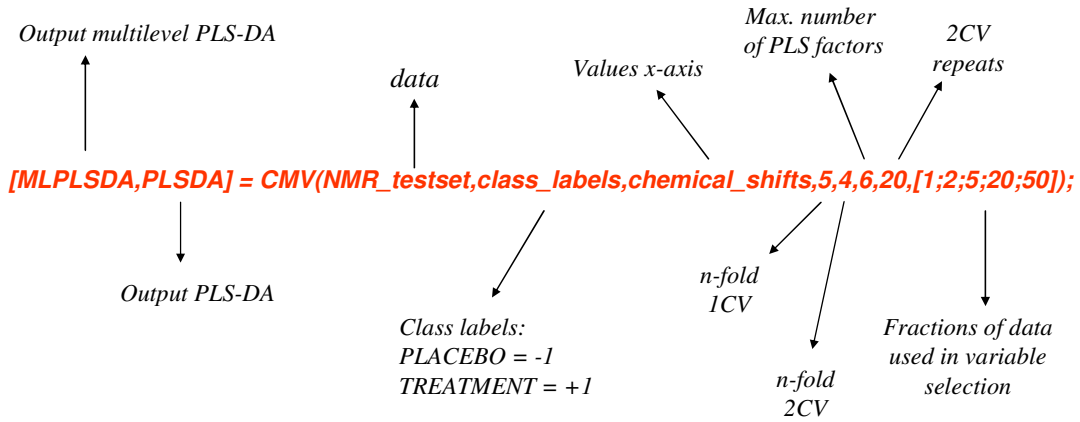 Output multilevel PLS-DA
data
Values x-axis
Max. number
of PLS factors
2CV
repeats
[MLPLSDA,PLSDA] = CMV(NMR_testset,class_labels,chemical_shifts,5,4,6,20,[1;2;5;20;50]);
Output PLS-DA
Class labels:
PLACEBO = -1
TREATMENT = +1
n-fold
1CV
n-fold
2CV
Fractions of data
used in variable
selection